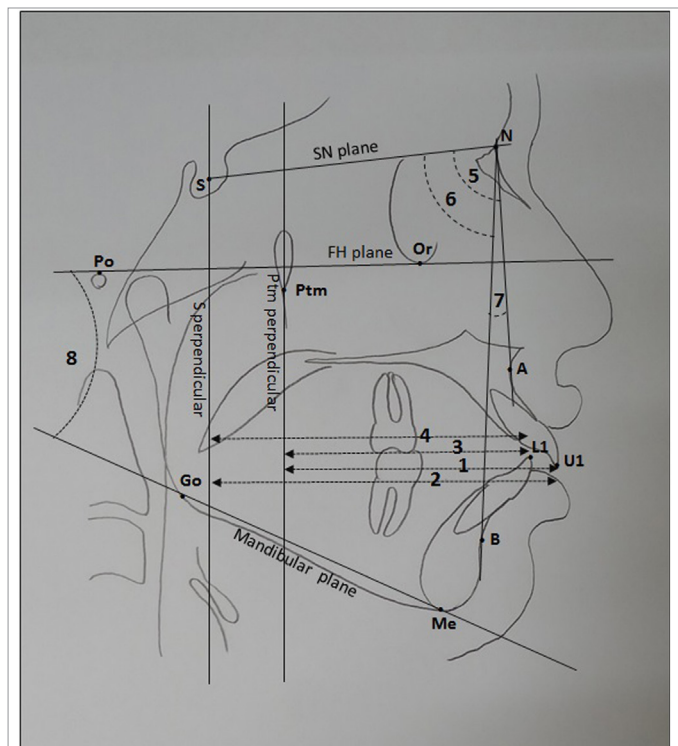 N
SN plane
S
5
6
Po
FH plane
Or
Ptm
7
S perpendicular
Ptm perpendicular
8
A
4
3
L1
1
U1
2
Go
B
Mandibular plane
Me